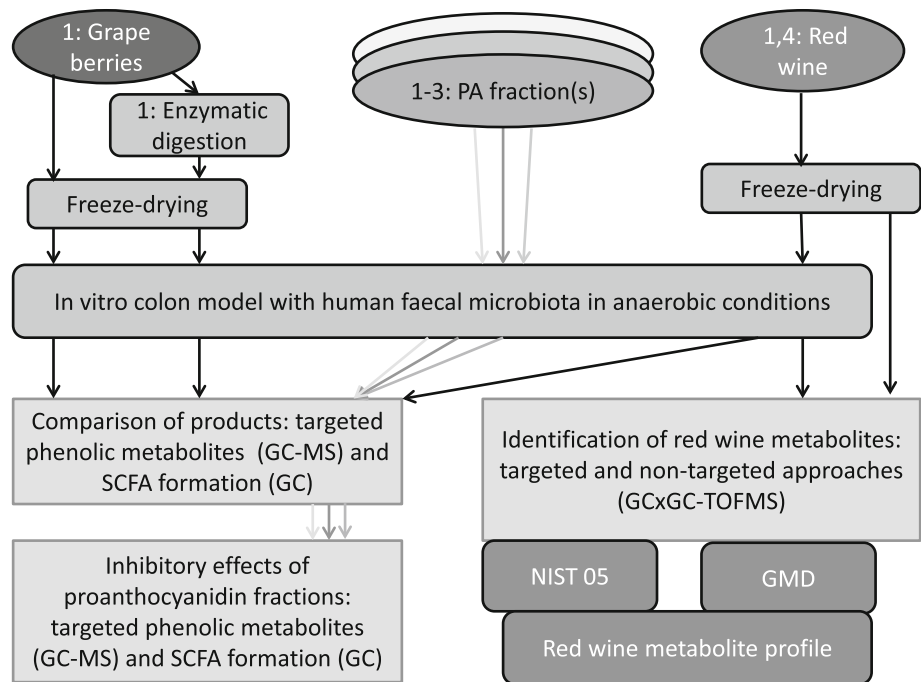 1: Grape
berries
1-3: PA fraction(s)
1,4: Red
wine
1: Enzymatic
digestion
Freeze-drying
Freeze-drying
In vitro colon model with human faecal microbiota in anaerobic conditions
Comparison of products: targeted
phenolic metabolites (GC-MS) and
SCFA formation (GC)
Identification of red wine metabolites:
targeted and non-targeted approaches
(GCxGC-TOFMS)
Inhibitory effects of
proanthocyanidin fractions:
targeted phenolic metabolites
(GC-MS) and SCFA formation (GC)
NIST 05
GMD
Red wine metabolite profile